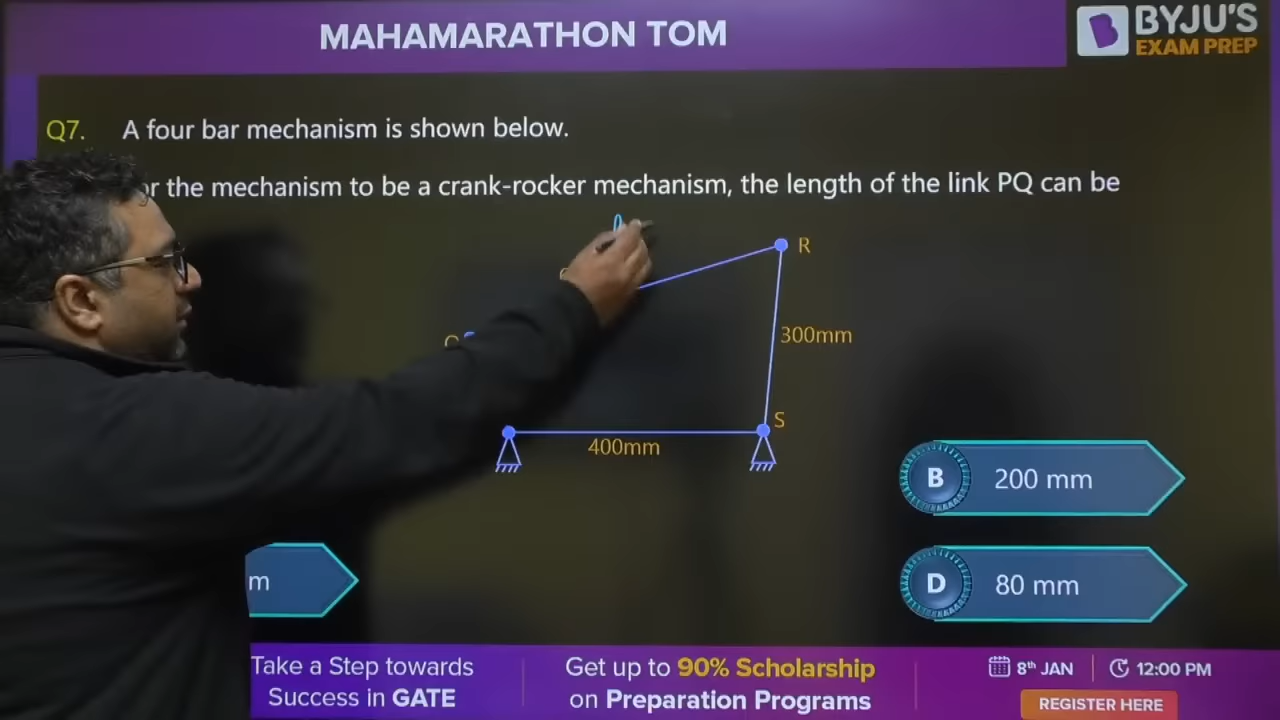 MAHAMARATHON TOM
BYJU'S
EXAM PREP
Q7. A four bar mechanism is shown below.
or the mechanism to be a crank-rocker mechanism, the length of the link PQ can be
R
300mm
S
400mm
B 200 mm
m
D 80 mm
Take a Step towards
Success in GATE
Get up to 90% Scholarship
on Preparation Programs
8th JAN
12:00 PM
REGISTER HERE